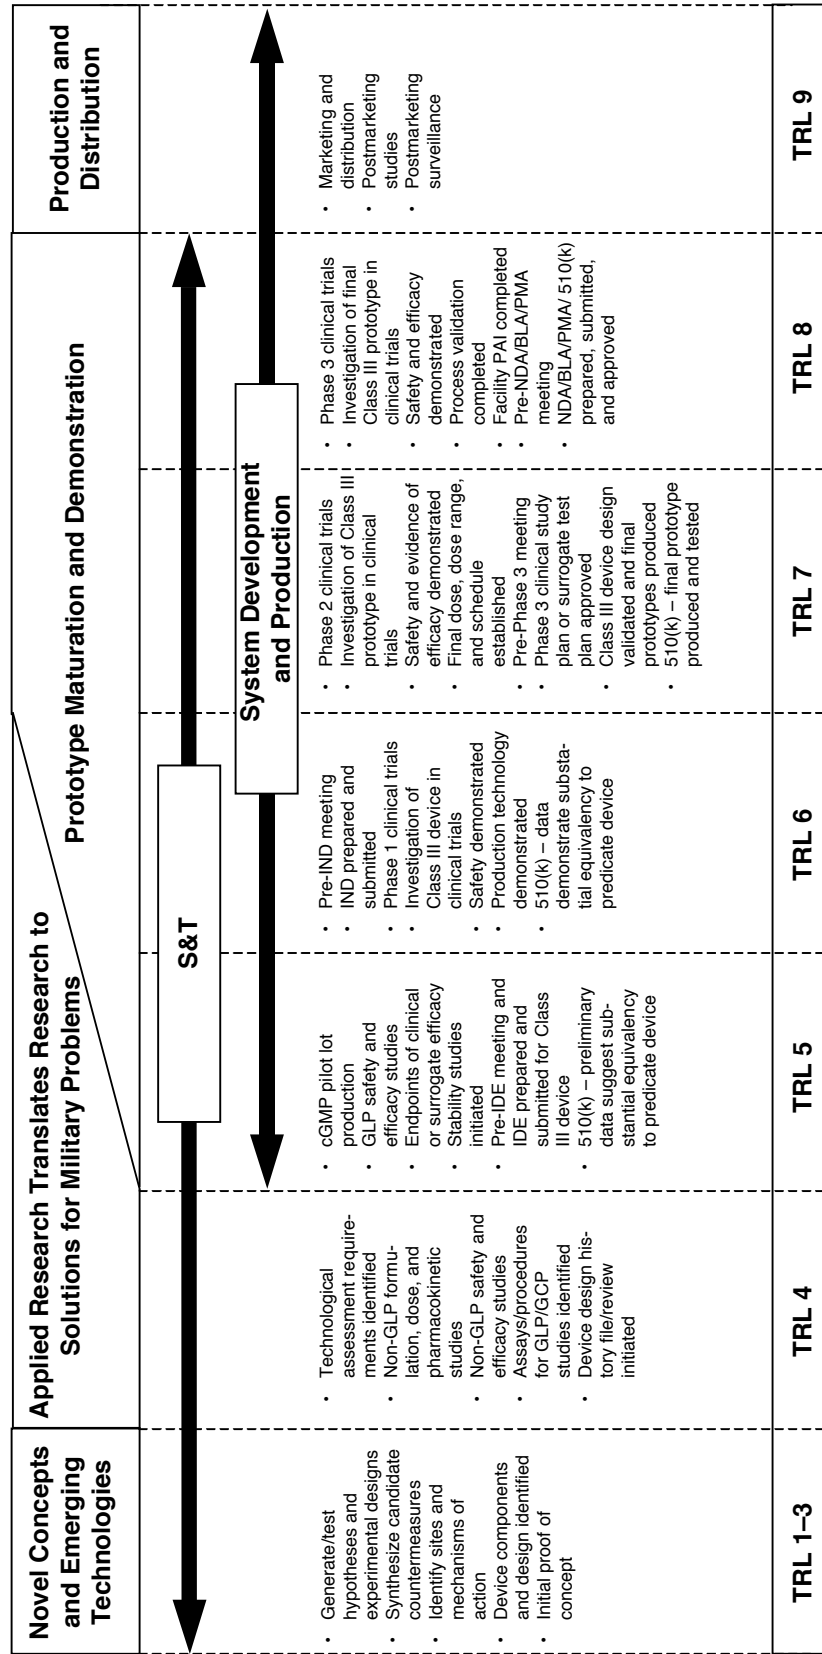 Novel Concepts
and Emerging
Technologies
Applied Research Translates Research to
Solutions for Military Problems
Prototype Maturation and Demonstration
Production and
Distribution
S&T
System Development
and Production
• Generate/test
hypotheses and
experimental designs
• Synthesize candidate
countermeasures
• Identify sites and
mechanisms of
action
• Device components
and design identified
• Initial proof of
concept
• Technological
assessment require-
ments identified
• Non-GLP formu-
lation, dose, and
pharmacokinetic
studies
• Non-GLP safety and
efficacy studies
• Assays/procedures
for GLP/GCP
studies identified
• Device design his-
tory file/review
initiated
• cGMP pilot lot
production
• GLP safety and
efficacy studies
• Endpoints of clinical
or surrogate efficacy
• Stability studies
initiated
• Pre-IDE meeting and
IDE prepared and
submitted for Class
III device
• 510(k) – preliminary
data suggest sub-
stantial equivalency
to predicate device
• Pre-IND meeting
• IND prepared and
submitted
• Phase 1 clinical trials
• Investigation of
Class III device in
clinical trials
• Safety demonstrated
• Production technology
demonstrated
• 510(k) – data
demonstrate substa-
tial equivalency to
predicate device
• Phase 2 clinical trials
• Investigation of Class III
prototype in clinical
trials
• Safety and evidence of
efficacy demonstrated
• Final dose, dose range,
and schedule
established
• Pre-Phase 3 meeting
• Phase 3 clinical study
plan or surrogate test
plan approved
• Class III device design
validated and final
prototypes produced
• 510(k) – final prototype
produced and tested
• Phase 3 clinical trials
• Investigation of final
Class III prototype in
clinical trials
• Safety and efficacy
demonstrated
• Process validation
completed
• Facility PAI completed
• Pre-NDA/BLA/PMA
meeting
• NDA/BLA/PMA/ 510(k)
prepared, submitted,
and approved
• Marketing and
distribution
• Postmarketing
studies
• Postmarketing
surveillance
TRL 1–3
TRL 4
TRL 5
TRL 6
TRL 7
TRL 8
TRL 9